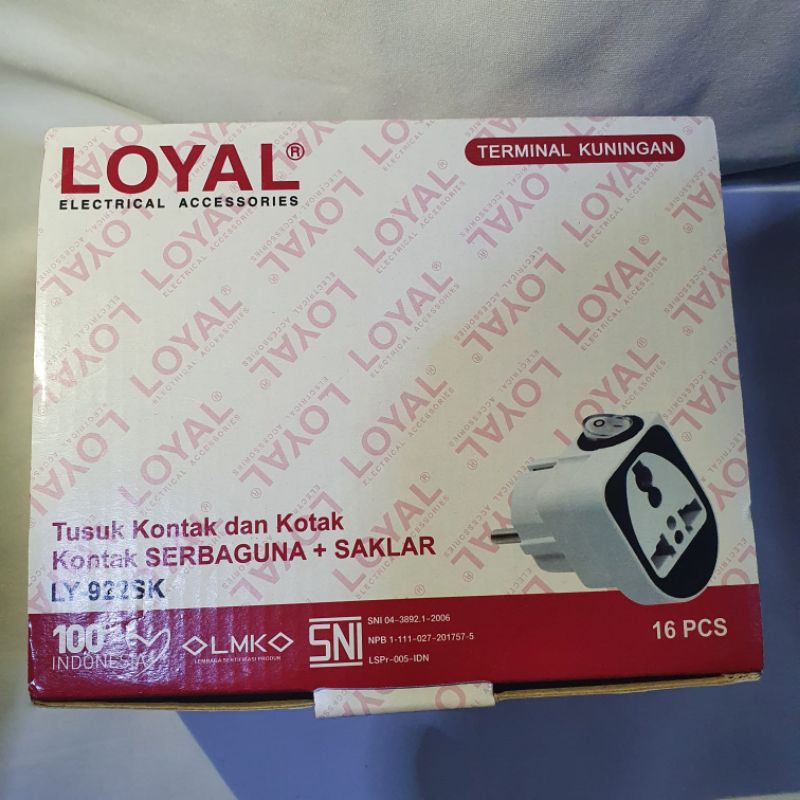 LOYAL®
ELECTRICAL ACCESSORIES
TERMINAL KUNINGAN
Tusuk Kontak dan Kotak
Kontak SERBAGUNA + SAKLAR
LY-922SK
100%
INDONESIA
LMK
LEMBAGA SERTIFIKASI PRODUK
SNI
SNI 04-3892.1-2006
NPB 1-111-027-201757-5
LSPr-005-IDN
16 PCS